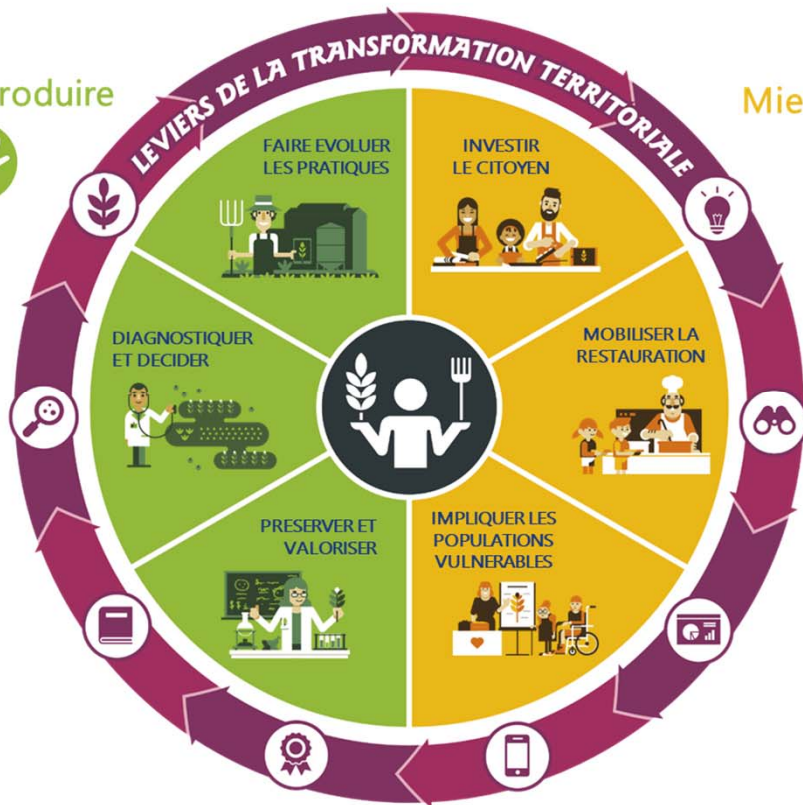 LEVIERS DE LA TRANSFORMATION TERRITORIALE
roduire
Mie
FAIRE EVOLUER
LES PRATIQUES
INVESTIR
LE CITOYEN
DIAGNOSTIQUER
ET DECIDER
MOBILISER LA
RESTAURATION
PRESERVER ET
VALORISER
IMPLIQUER LES
POPULATIONS
VULNERABLES